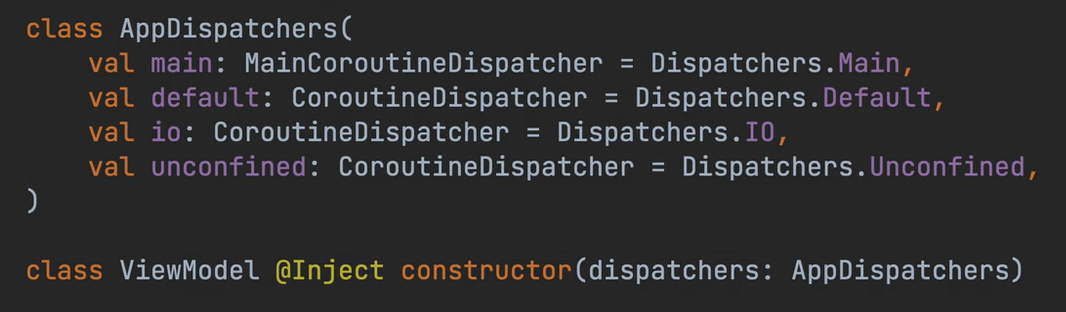 class AppDispatchers(
    val main: MainCoroutineDispatcher = Dispatchers.Main,
    val default: CoroutineDispatcher = Dispatchers.Default,
    val io: CoroutineDispatcher = Dispatchers.IO,
    val unconfined: CoroutineDispatcher = Dispatchers.Unconfined,
)
class ViewModel @Inject constructor(dispatchers: AppDispatchers)